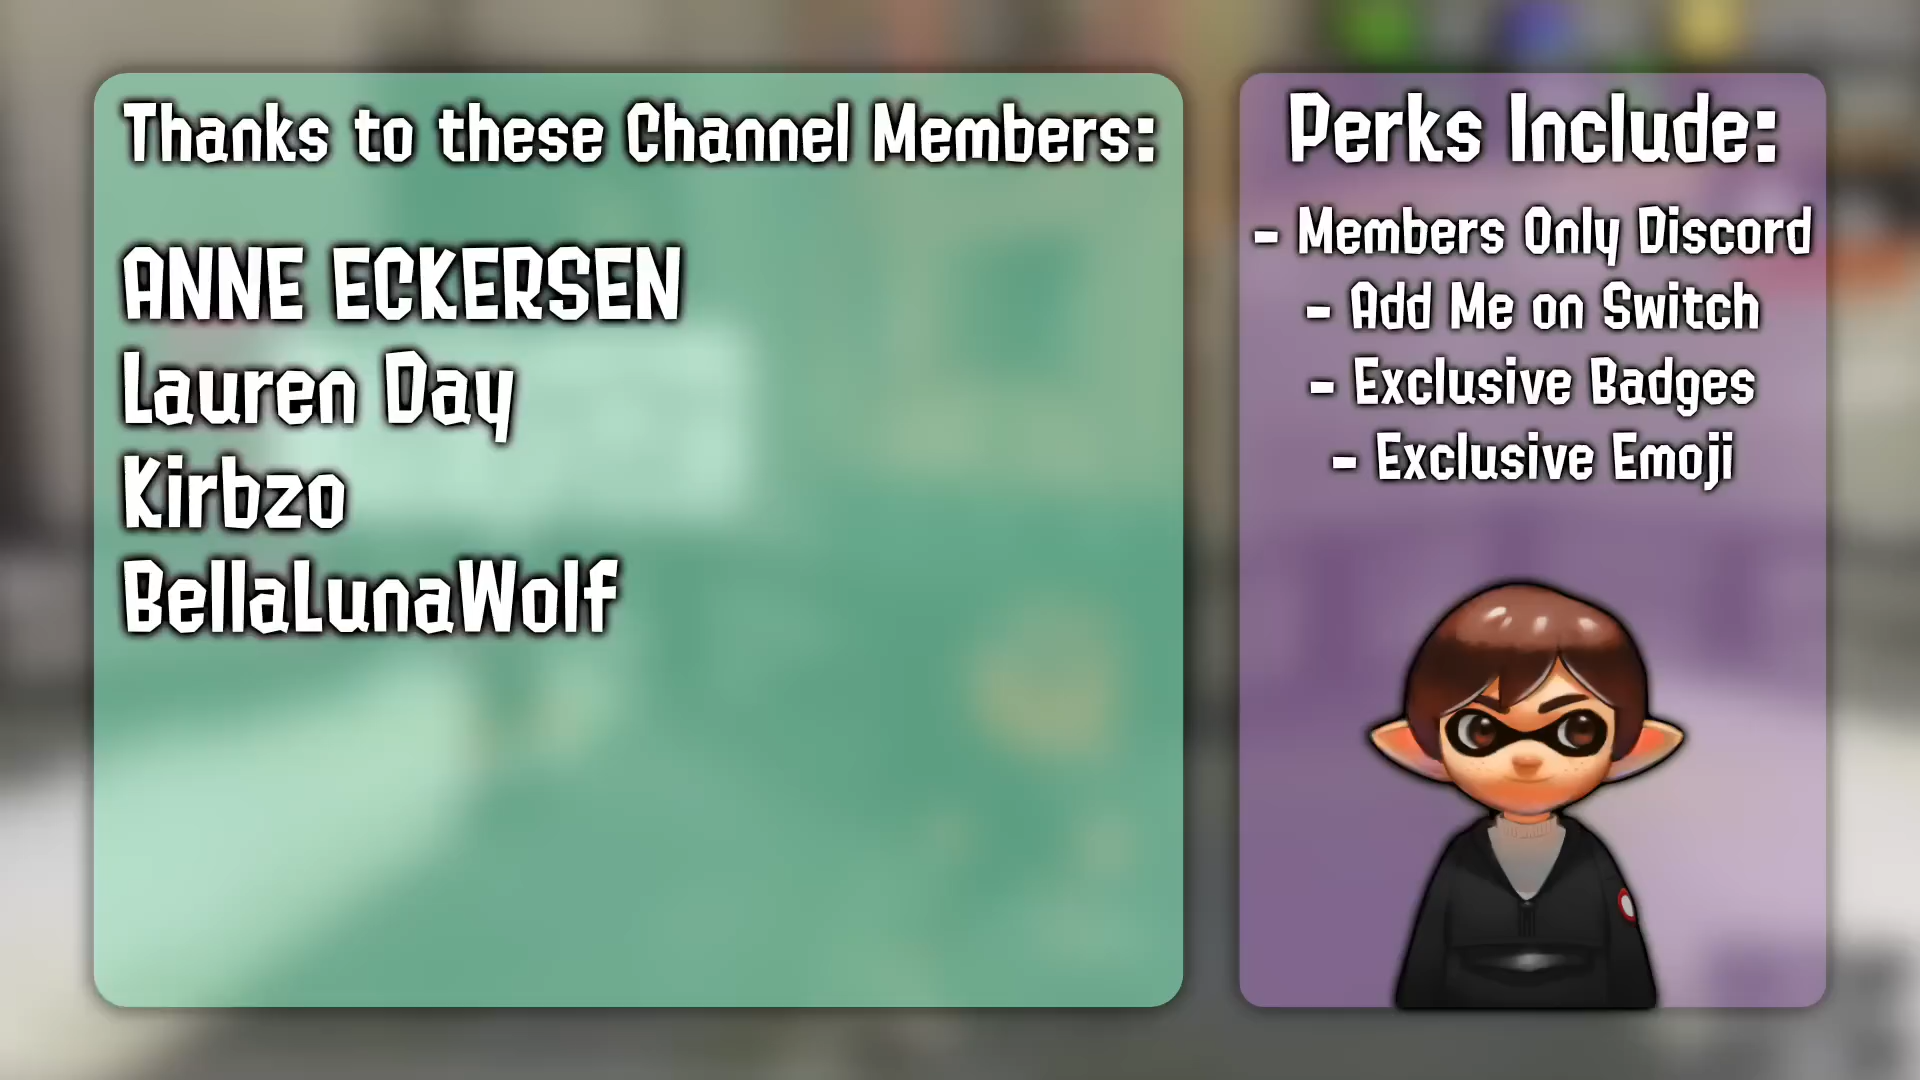 Thanks to these Channel Members:
ANNE ECKERSEN
Lauren Day
Kirbzo
BellaLunaWolf
Perks Include:
- Members Only Discord
- Add Me on Switch
- Exclusive Badges
- Exclusive Emoji